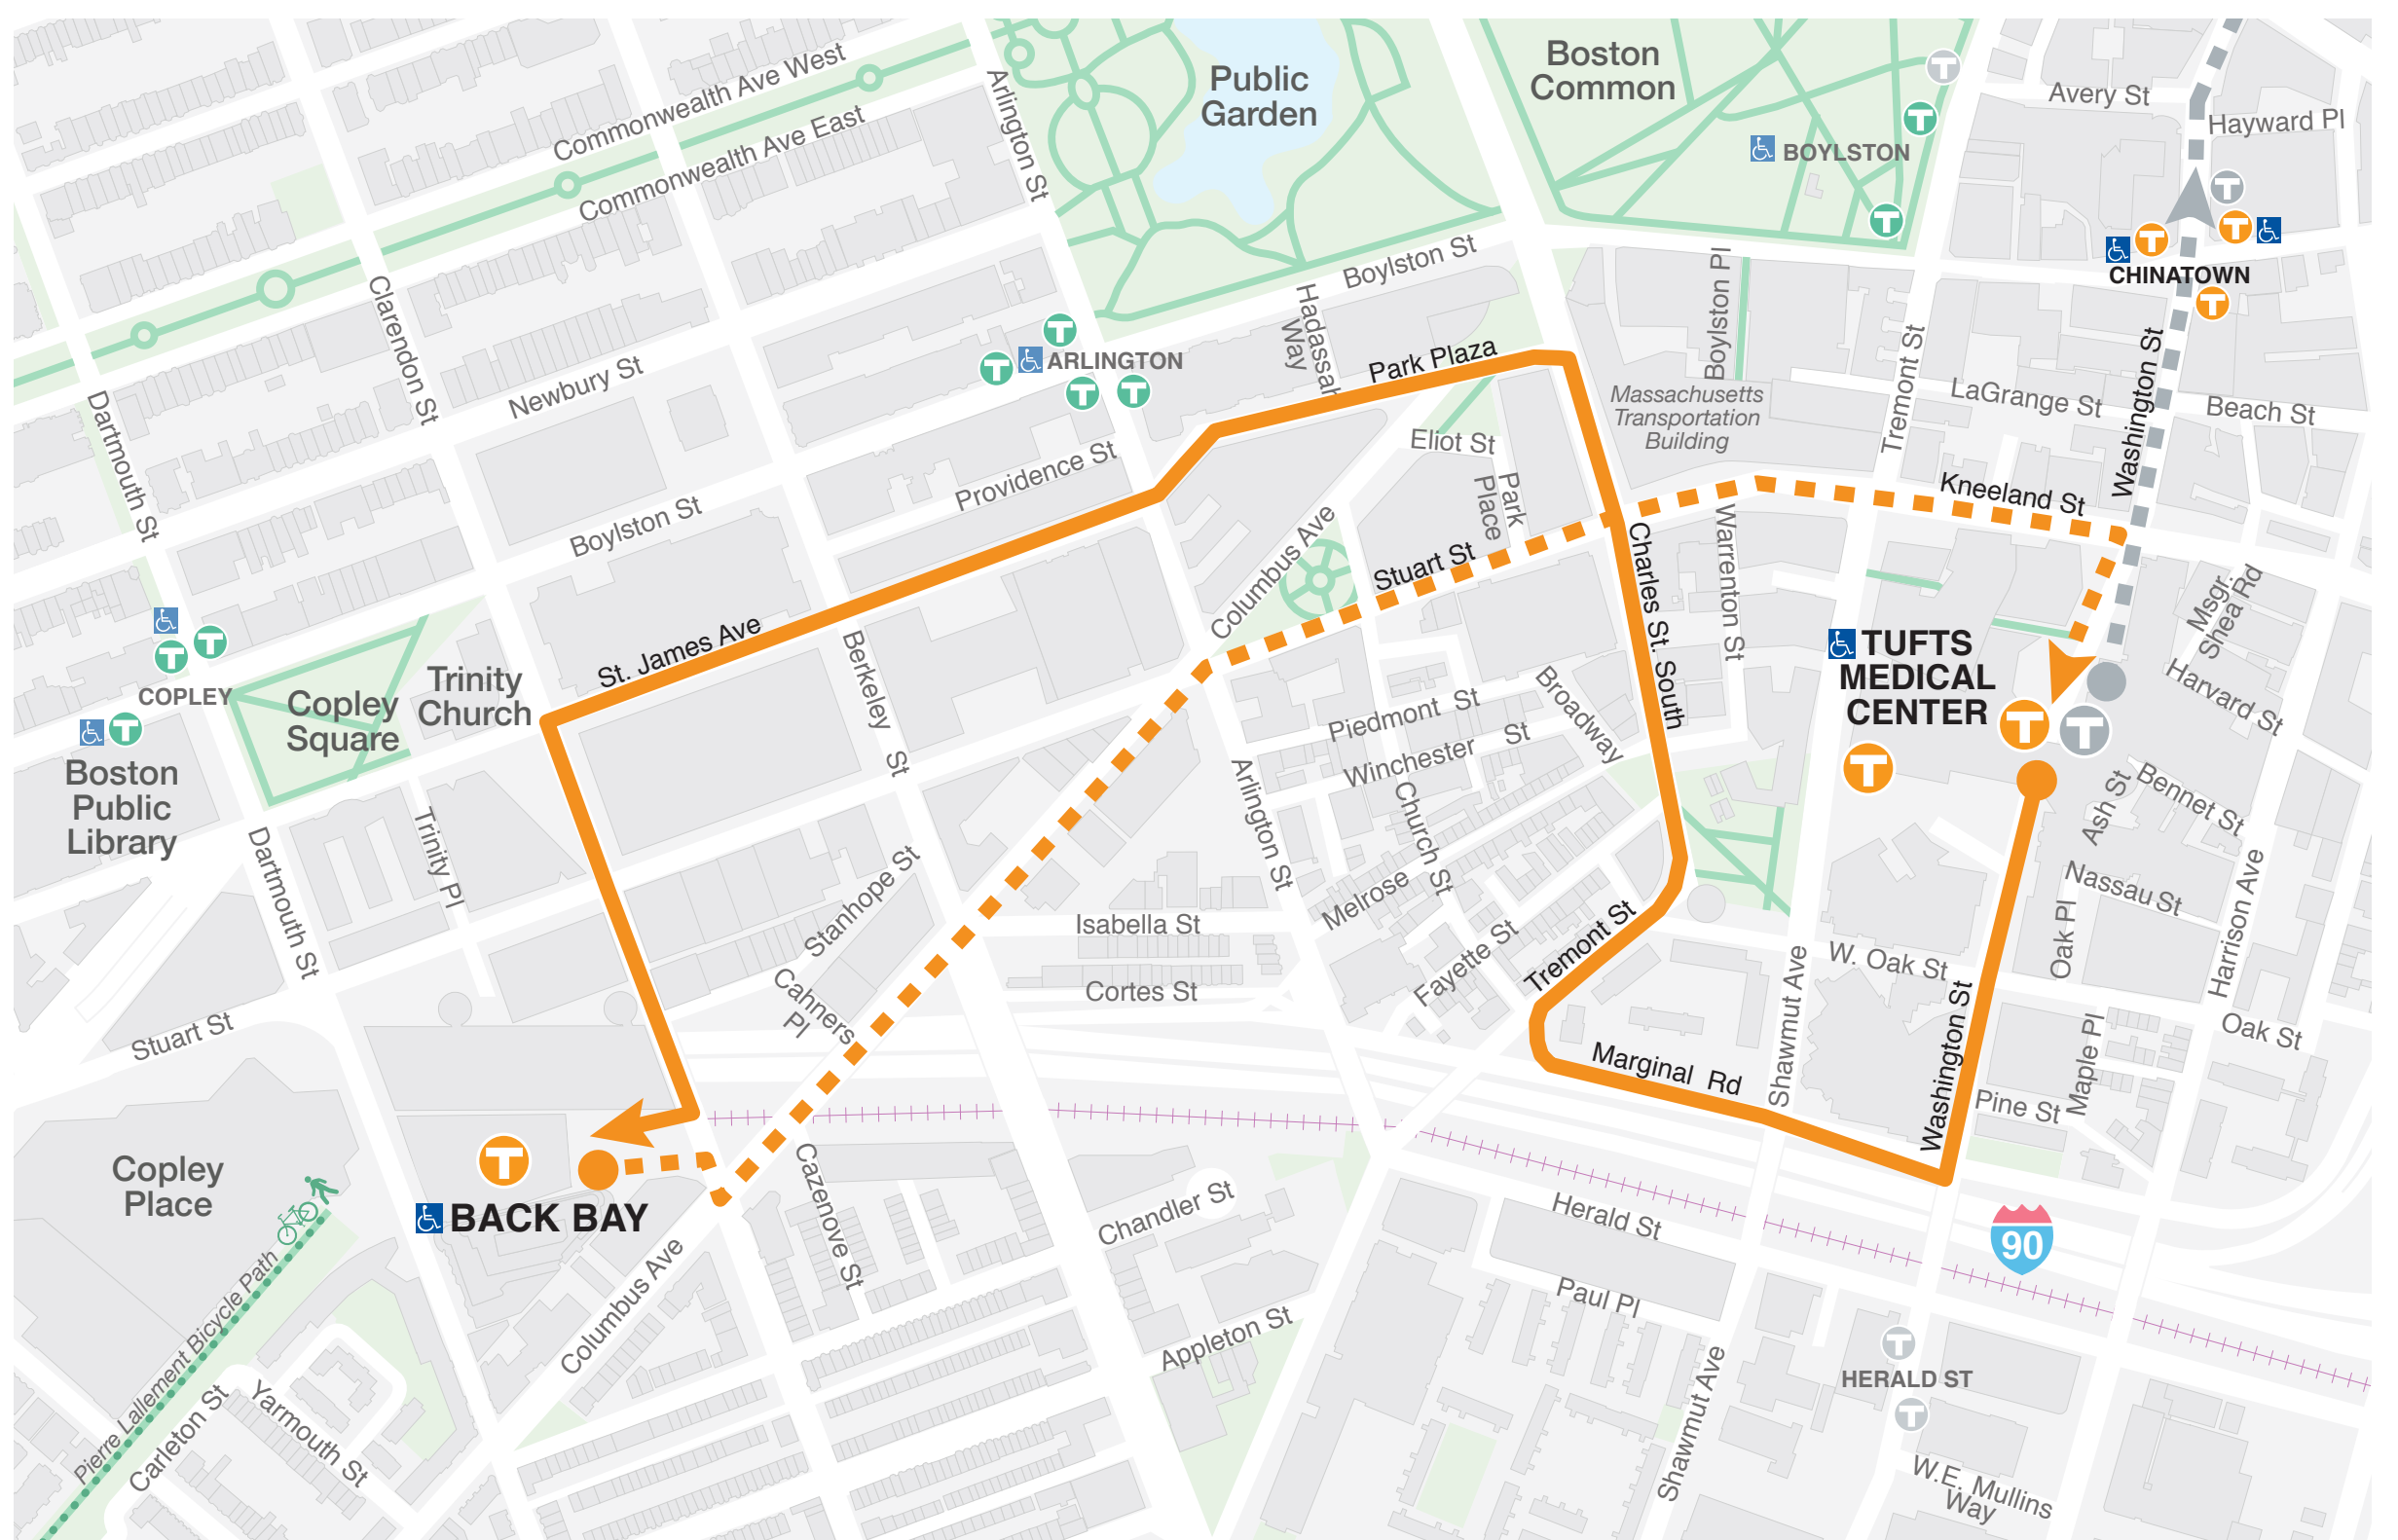 Commonwealth Ave West
Commonwealth Ave East
Arlington St
Public
Garden
Boston
Common
T
T
BOYLSTON
T
Avery St
Hayward Pl
T
T
T
CHINATOWN
T
Clarendon St
Dartmouth St
Newbury St
Boylston St
T
T
ARLINGTON
T
T
Providence St
Hadassah
Way
Boylston St
Park Plaza
Boylston Pl
Massachusetts
Transportation
Building
Tremont St
LaGrange St
Washington St
Beach St
Eliot St
Park
Place
Columbus Ave
Stuart St
Kneeland St
Charles St. South
Warrenton St
Msgr.
Shea Rd
Harvard St
T
T
COPLEY
T
Boston
Public
Library
Copley
Square
Trinity
Church
St. James Ave
Berkeley St
Piedmont St
Winchester St
Broadway
Church St
Arlington St
TUFTS
MEDICAL
CENTER
T
T
T
Ash St
Bennet St
Nassau St
Oak Pl
Harrison Ave
Dartmouth St
Trinity Pl
Stanhope St
Cahners
Pl
Isabella St
Cortes St
Melrose
Fayette St
Tremont St
Shawmut Ave
W. Oak St
Washington St
Oak St
Maple Pl
Pine St
Marginal Rd
Stuart St
Copley
Place
T
BACK BAY
Cazenove St
Columbus Ave
Chandler St
Appleton St
Herald St
Paul Pl
90
Shawmut Ave
T
HERALD ST
T
W.E. Mullins
Way
Pierre Lallement Bicycle Path
Carleton St
Yarmouth St